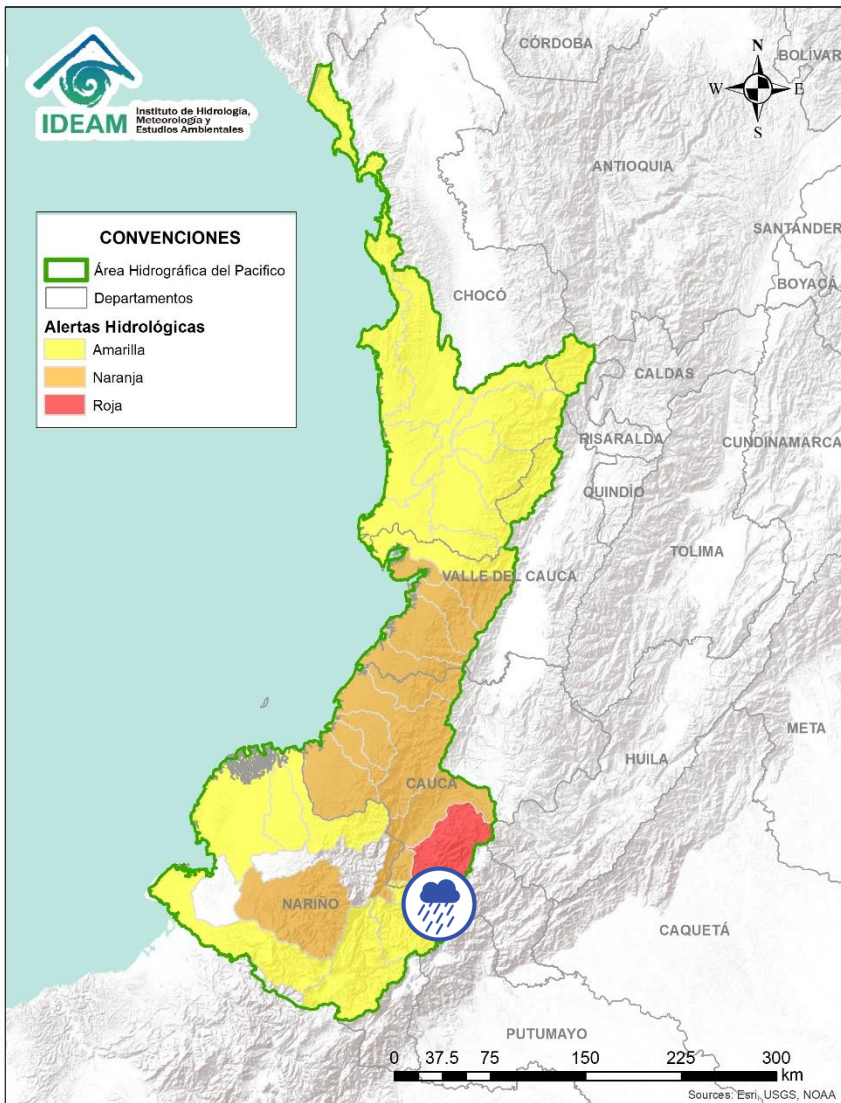 IDEAM
Instituto de Hidrología,
Meteorología y
Estudios Ambientales
N
W
E
S
CÓRDOBA
BOLÍVAR
ANTIOQUIA
SANTANDER
BOYACÁ
CHOCÓ
CALDAS
RISARALDA
CUNDINAMARCA
QUINDÍO
TOLIMA
VALLE DEL CAUCA
META
HUILA
CAUCA
NARIÑO
CAQUETÁ
PUTUMAYO
CONVENCIONES
Área Hidrográfica del Pacifico
Departamentos
Alertas Hidrológicas
Amarilla
Naranja
Roja
0 37.5 75 150 225 300
km
Sources: Esri, USGS, NOAA